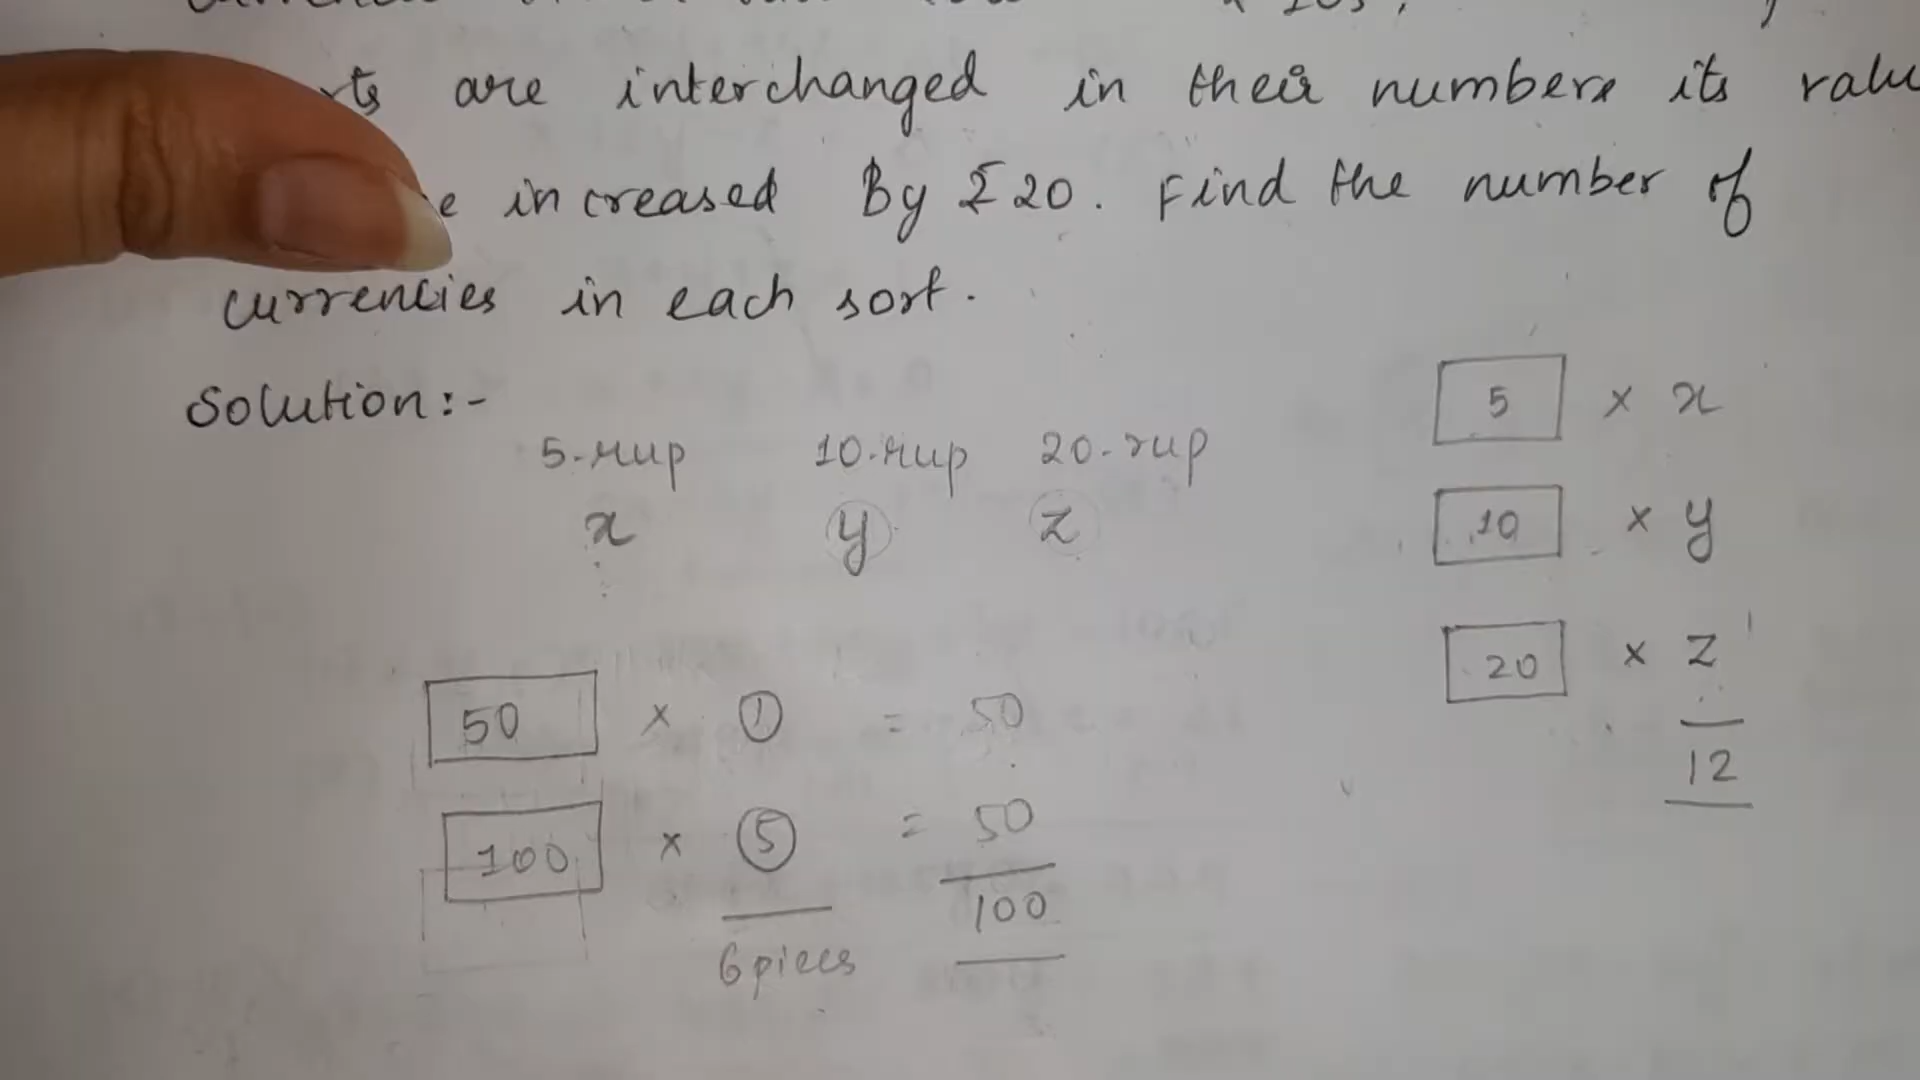 are interchanged in their numbers its
increased By ₹20. Find the number of
currencies in each sort.
Solution:-
5-rup 10-rup 20-rup
x y z
5 × x
10 × y
20 × z
12
50 × 1 = 50
100 × 5 = 50
100
6 pieces